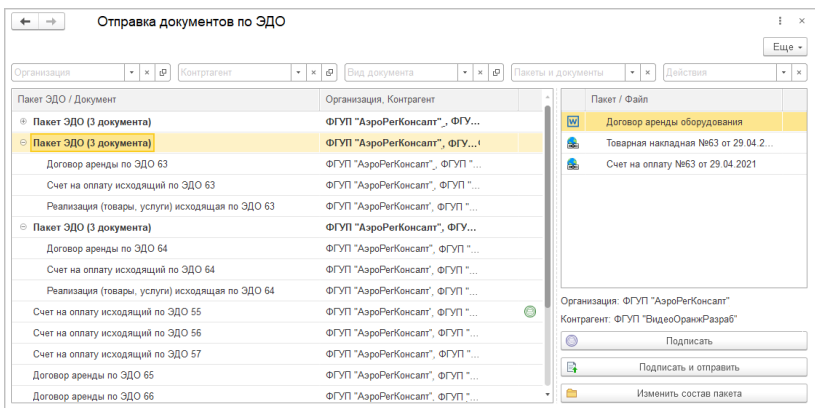 Отправка документов по ЭДО
Еще
Организация
Контртагент
Вид документа
Пакеты и документы
Действия
Пакет ЭДО / Документ Организация, Контрагент
Пакет ЭДО (3 документа) ФГУП "АэроРегКонсалт"., ФГУ...
Пакет ЭДО (3 документа) ФГУП "АэроРегКонсалт", ФГУ...
Договор аренды по ЭДО 63 ФГУП "АэроРегКонсалт"., ФГУП "...
Счет на оплату исходящий по ЭДО 63 ФГУП "АэроРегКонсалт"., ФГУП "...
Реализация (товары, услуги) исходящая по ЭДО 63 ФГУП "АэроРегКонсалт', ФГУП "...
Пакет ЭДО (3 документа) ФГУП "АэроРегКонсалт", ФГУ...
Договор аренды по ЭДО 64 ФГУП "АэроРегКонсалт", ФГУП "...
Счет на оплату исходящий по ЭДО 64 ФГУП "АэроРегКонсалт', ФГУП "...
Реализация (товары, услуги) исходящая по ЭДО 64 ФГУП "АэроРегКонсалт', ФГУП "...
Счет на оплату исходящий по ЭДО 55 ФГУП "АэроРегКонсалт', ФГУП "...
Счет на оплату исходящий по ЭДО 56 ФГУП "АэроРегКонсалт", ФГУП "...
Счет на оплату исходящий по ЭДО 57 ФГУП "АэроРегКонсалт", ФГУП "...
Договор аренды по ЭДО 65 ФГУП "АэроРегКонсалт", ФГУП "...
Договор аренды по ЭДО 66 ФГУП "АэроРегКонсалт", ФГУП "...
Пакет / Файл
Договор аренды оборудования
Товарная накладная №63 от 29.04.2...
Счет на оплату №63 от 29.04.2021
Организация: ФГУП "АэроРегКонсалт"
Контрагент: ФГУП "ВидеоОранжРазраб"
Подписать
Подписать и отправить
Изменить состав пакета